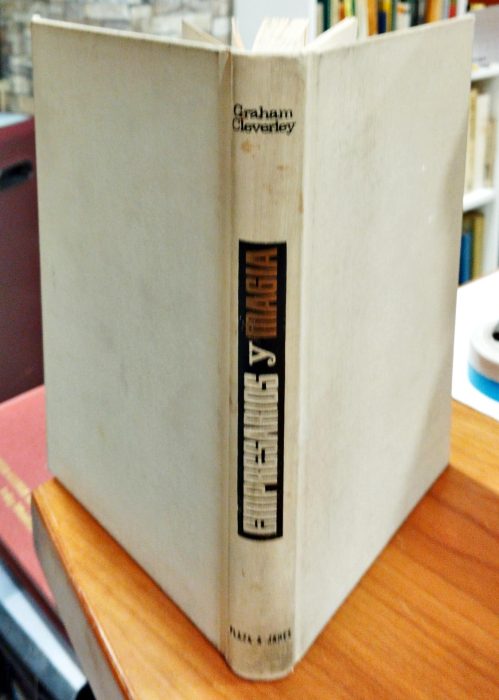 Graham
Cleverley
EMPRESARIOS y MAGIA
PLAZA & JANES